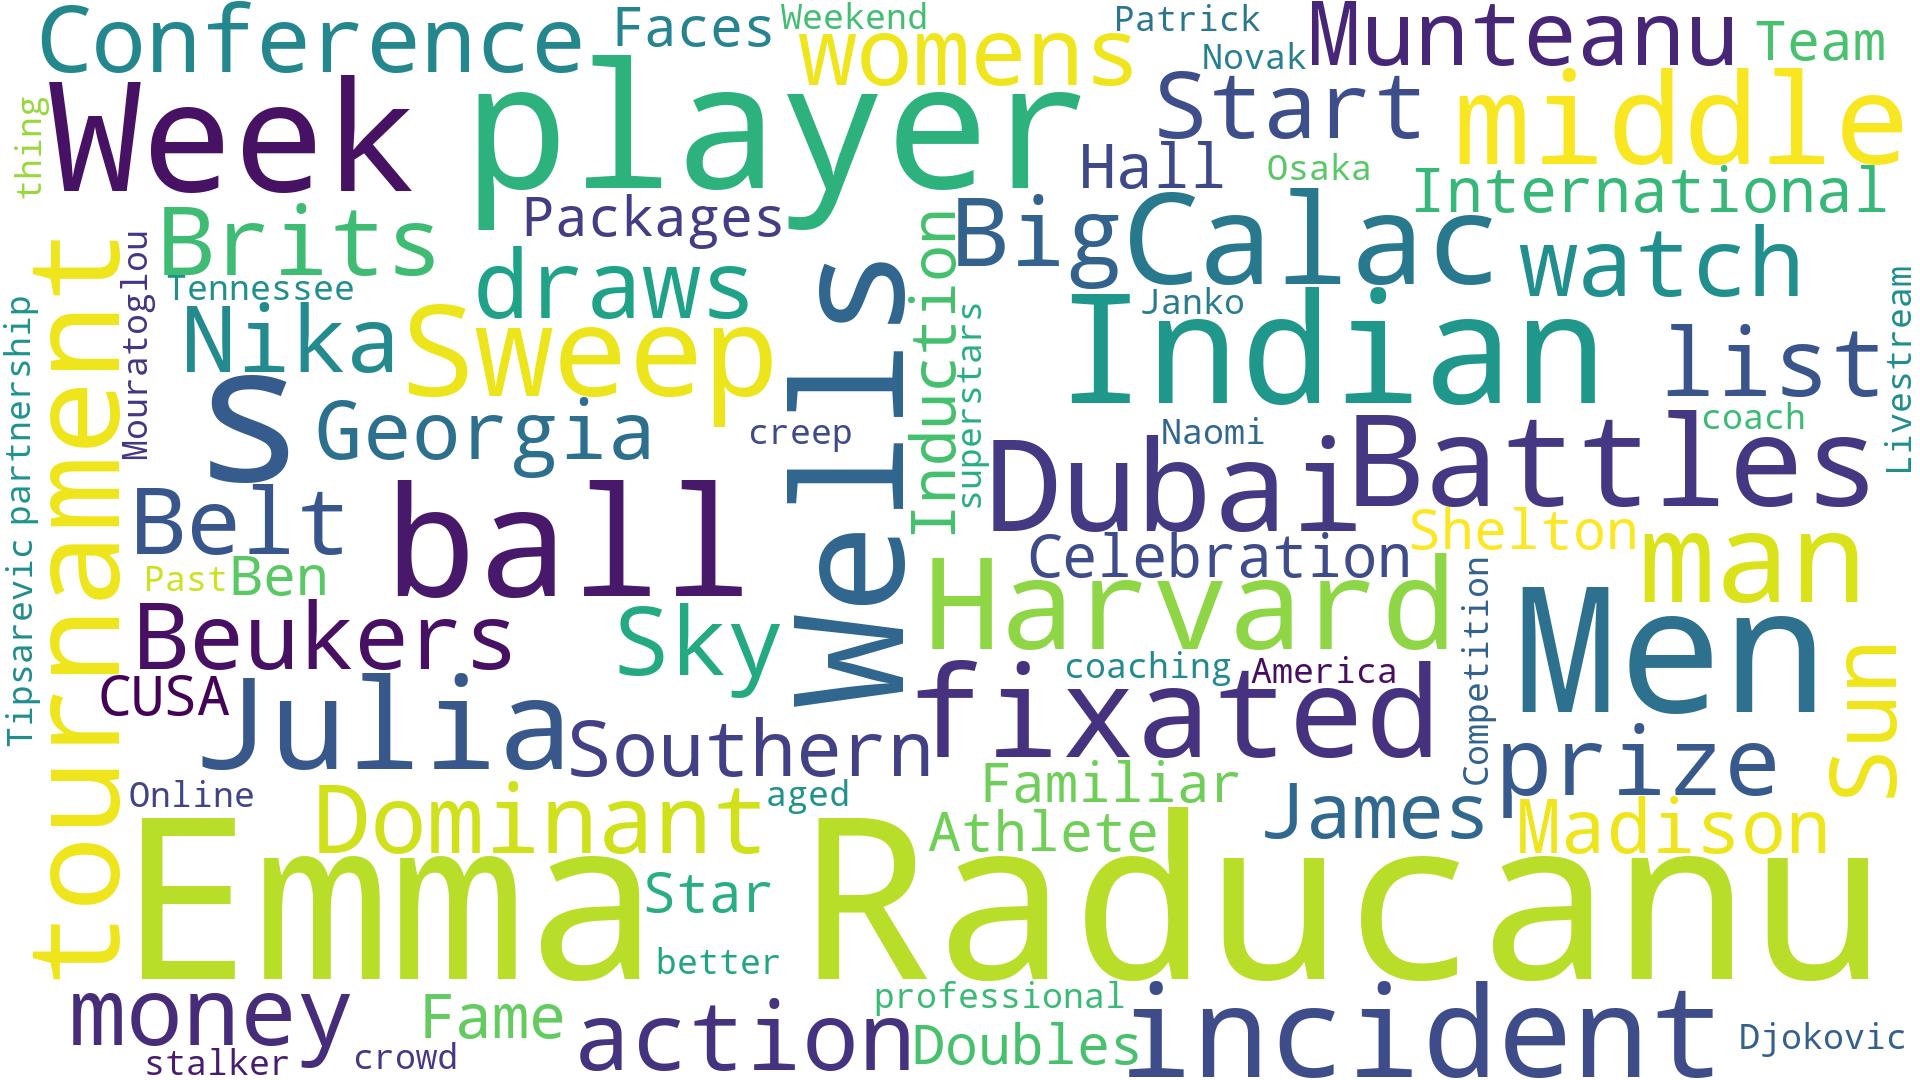 Conference
Faces
Weekend
womens
Patrick
Novak
Munteanu
Team
thing
Week
player
Start
middle
Hall
Osaka
International
Brits
Packages
Induction
Big
Calac
watch
Mouratoglou
Tennessee
draws
Janko
Livestream
tournament
Nika
Sweep
Wells
superstars
Indian
list
Tipsarevic partnership
s
Georgia
creep
Naomi
coach
Dubai
Battles
Belt
ball
Celebration
Shelton
man
Past
Ben
Harvard
Competition
Men
Beukers
Sky
coaching
America
fixated
Sun
CUSA
Julia
Southern
prize
Online
Dominant
aged
Familiar
James
Madison
Athlete
Emma Raducanu
Star
better
money
Fame
action
professional
Doubles
incident
Djokovic
stalker
crowd